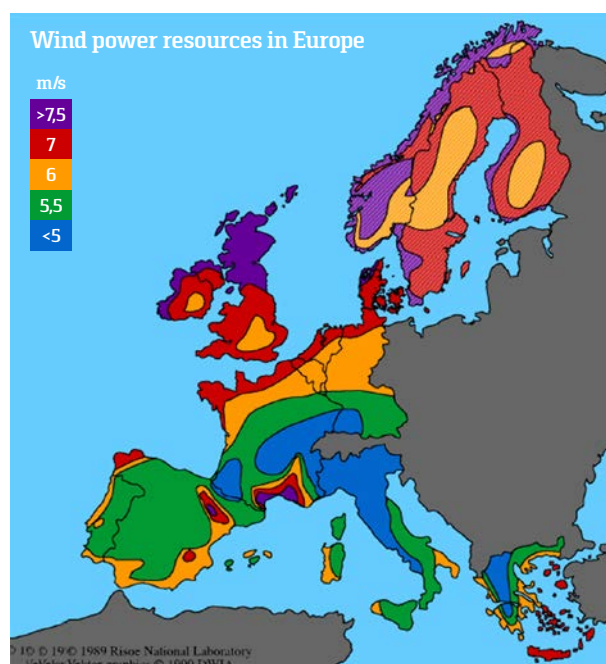 Wind power resources in Europe
m/s
>7,5
7
6
5,5
<5
1989 Risoe National Laboratory